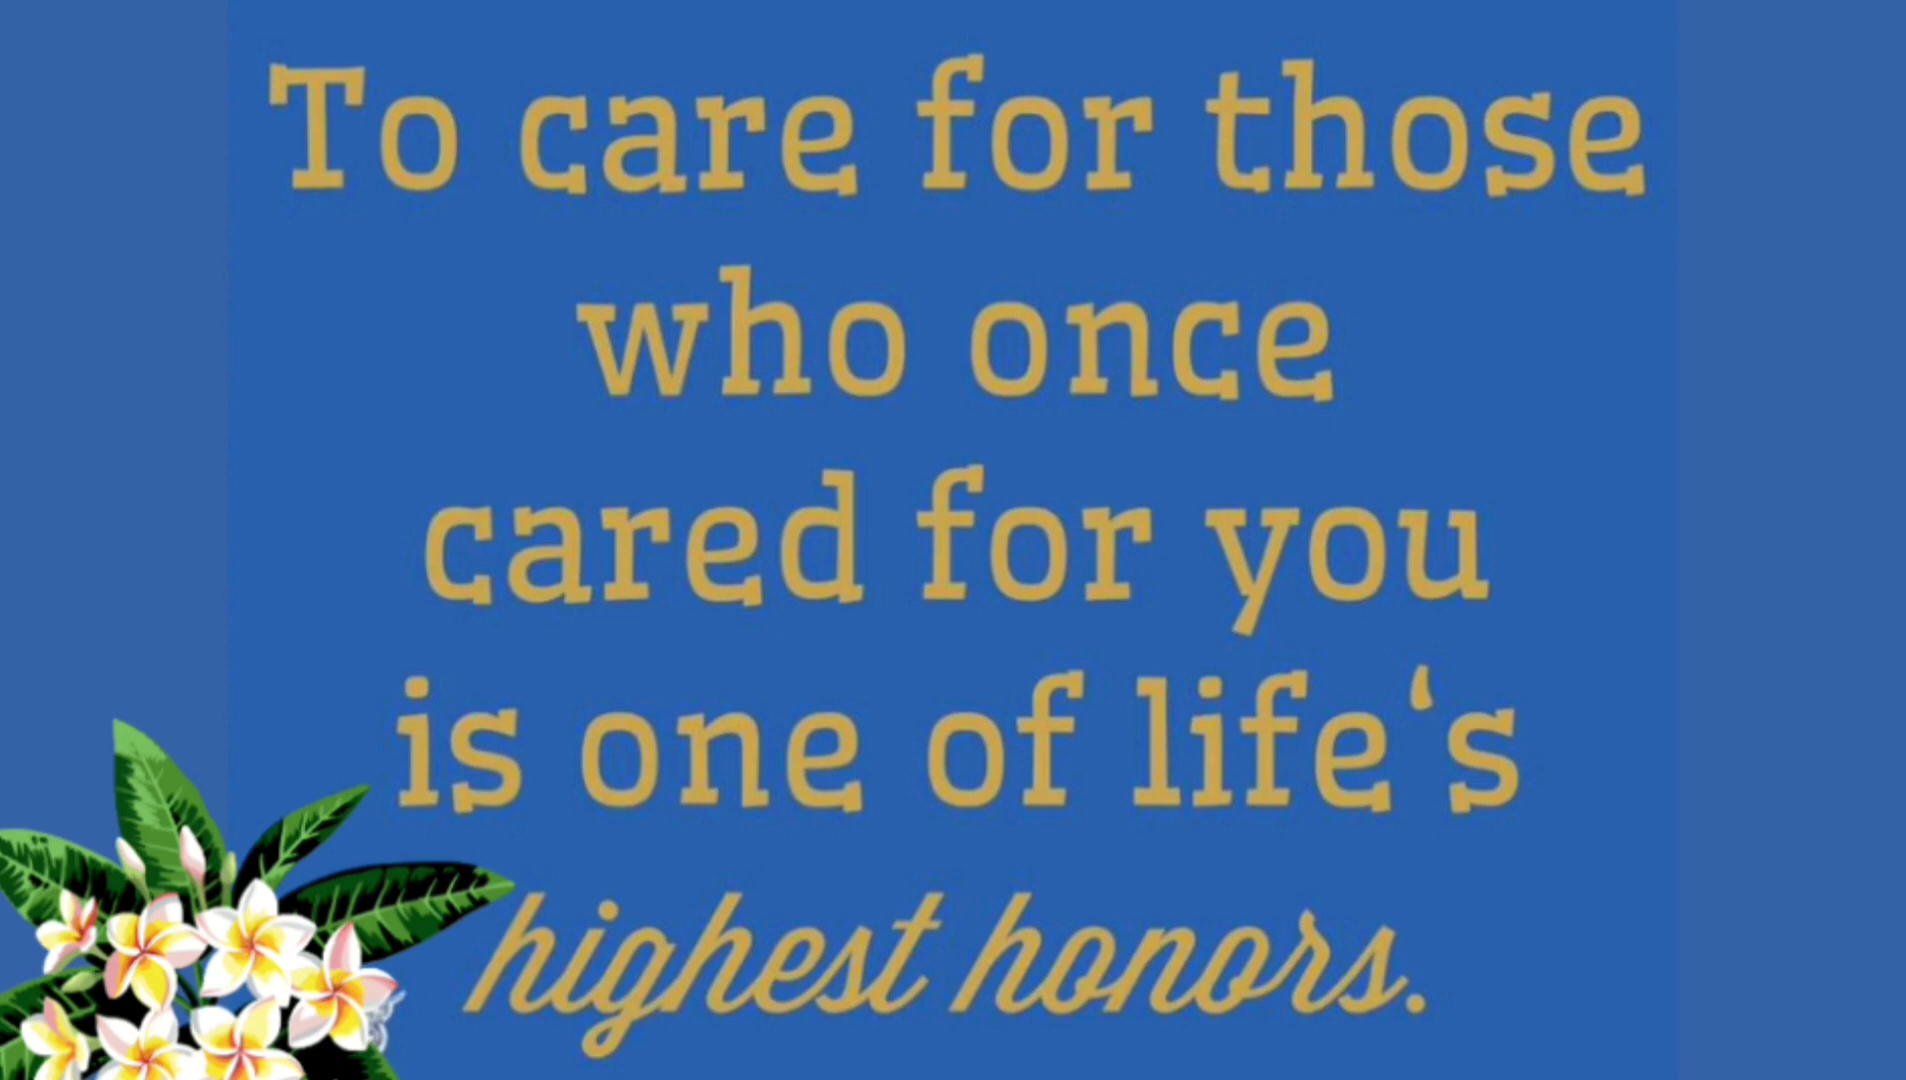 To care for those
who once
cared for you
is one of life‘s
highest honors.